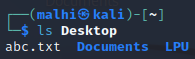 ┌──(malhi㉿kali)-[~]
└─$ ls Desktop
abc.txt  Documents  LPU